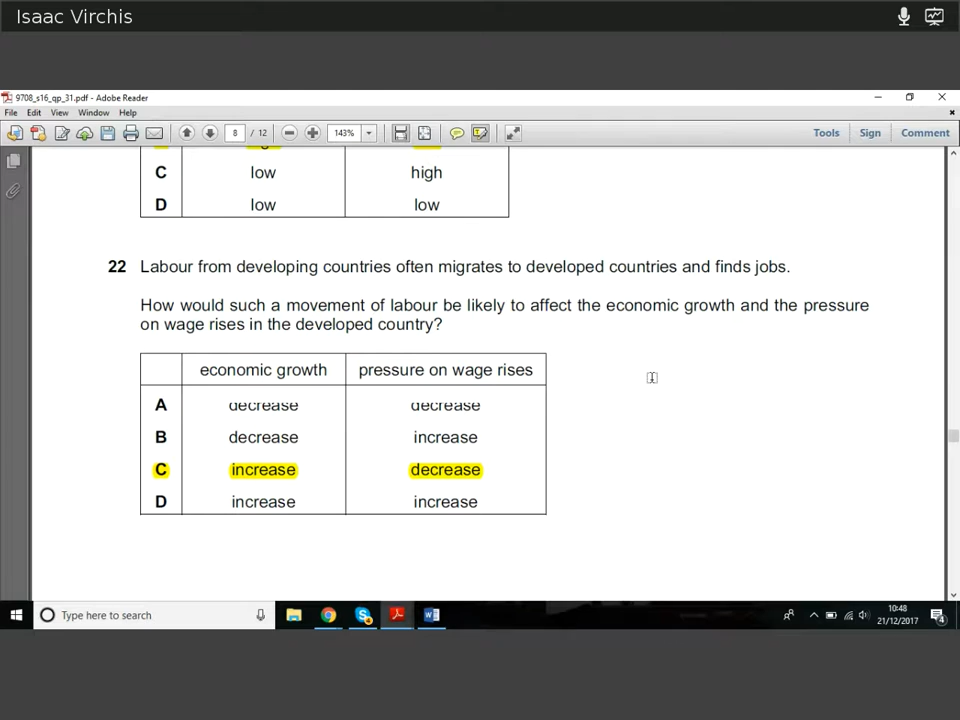 Isaac Virchis
9708_s16_qp_31.pdf - Adobe Reader
File Edit View Window Help
8 / 12 143% Tools Sign Comment
C low high
D low low
22 Labour from developing countries often migrates to developed countries and finds jobs.
How would such a movement of labour be likely to affect the economic growth and the pressure
on wage rises in the developed country?
economic growth pressure on wage rises
A decrease decrease
B decrease increase
C increase decrease
D increase increase
Type here to search
10:48
21/12/2017
4